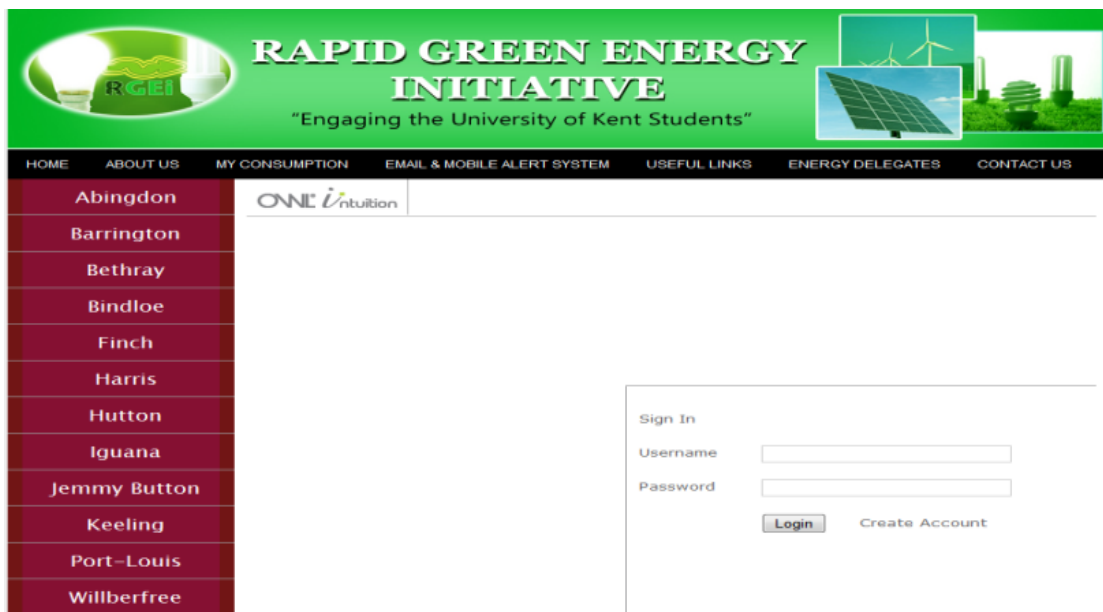 RGEI
RAPID GREEN ENERGY
INITIATIVE
"Engaging the University of Kent Students"
HOME ABOUT US MY CONSUMPTION EMAIL & MOBILE ALERT SYSTEM USEFUL LINKS ENERGY DELEGATES CONTACT US
Abingdon
Barrington
Bethray
Bindloe
Finch
Harris
Hutton
Iguana
Jemmy Button
Keeling
Port-Louis
Willberfree
OWL intuition
Sign In
Username
Password
Login Create Account